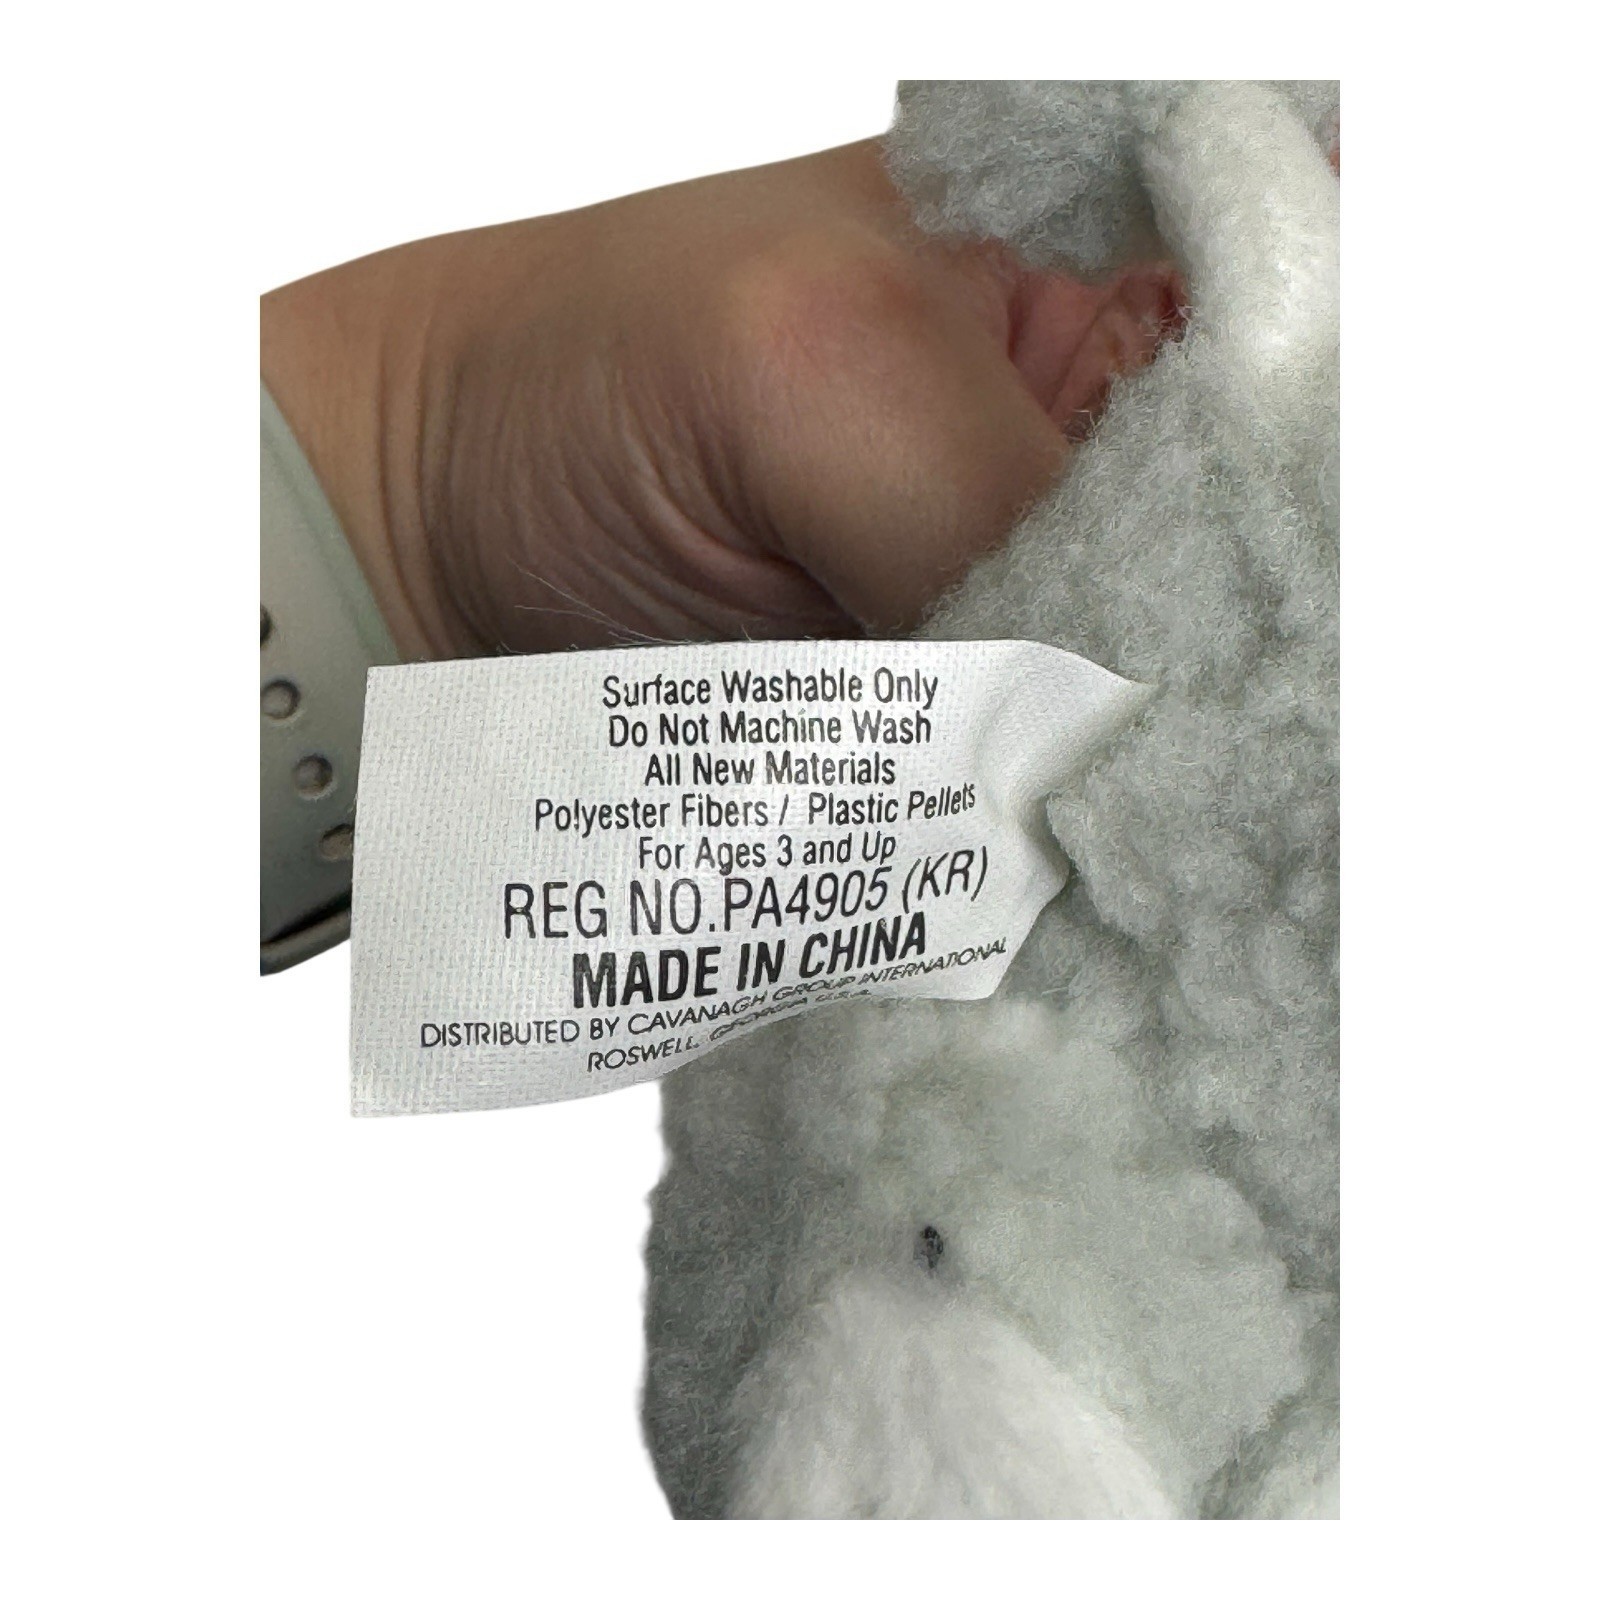 Surface Washable Only
Do Not Machine Wash
All New Materials
Polyester Fibers / Plastic Pellets
For Ages 3 and Up
REG NO.PA4905 (KR)
MADE IN CHINA
DISTRIBUTED BY CAVANAGH GROUP INTERNATIONAL
ROSWELL, GEORGIA U.S.A.